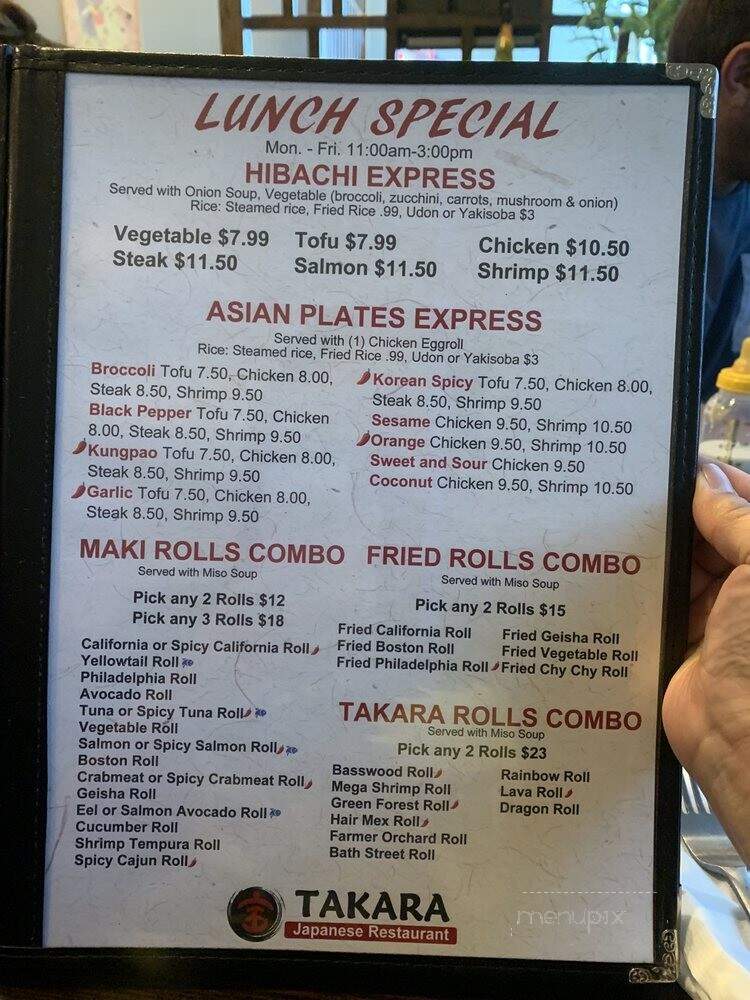 LUNCH SPECIAL
Mon. - Fri. 11:00am-3:00pm
HIBACHI EXPRESS
Served with Onion Soup, Vegetable (broccoli, zucchini, carrots, mushroom & onion)
Rice: Steamed rice, Fried Rice .99, Udon or Yakisoba $3
Vegetable $7.99 Tofu $7.99 Chicken $10.50
Steak $11.50 Salmon $11.50 Shrimp $11.50
ASIAN PLATES EXPRESS
Served with (1) Chicken Eggroll
Rice: Steamed rice, Fried Rice .99, Udon or Yakisoba $3
Broccoli Tofu 7.50, Chicken 8.00,
Steak 8.50, Shrimp 9.50
Black Pepper Tofu 7.50, Chicken
8.00, Steak 8.50, Shrimp 9.50
Kungpao Tofu 7.50, Chicken 8.00,
Steak 8.50, Shrimp 9.50
Garlic Tofu 7.50, Chicken 8.00,
Steak 8.50, Shrimp 9.50
Korean Spicy Tofu 7.50, Chicken 8.00,
Steak 8.50, Shrimp 9.50
Sesame Chicken 9.50, Shrimp 10.50
Orange Chicken 9.50, Shrimp 10.50
Sweet and Sour Chicken 9.50
Coconut Chicken 9.50, Shrimp 10.50
MAKI ROLLS COMBO
Served with Miso Soup
Pick any 2 Rolls $12
Pick any 3 Rolls $18
California or Spicy California Roll
Yellowtail Roll
Philadelphia Roll
Avocado Roll
Tuna or Spicy Tuna Roll
Vegetable Roll
Salmon or Spicy Salmon Roll
Boston Roll
Crabmeat or Spicy Crabmeat Roll
Geisha Roll
Eel or Salmon Avocado Roll
Cucumber Roll
Shrimp Tempura Roll
Spicy Cajun Roll
FRIED ROLLS COMBO
Served with Miso Soup
Pick any 2 Rolls $15
Fried California Roll Fried Geisha Roll
Fried Boston Roll Fried Vegetable Roll
Fried Philadelphia Roll Fried Chy Chy Roll
TAKARA ROLLS COMBO
Served with Miso Soup
Pick any 2 Rolls $23
Basswood Roll Rainbow Roll
Mega Shrimp Roll Lava Roll
Green Forest Roll Dragon Roll
Hair Mex Roll
Farmer Orchard Roll
Bath Street Roll
TAKARA
Japanese Restaurant
menupix